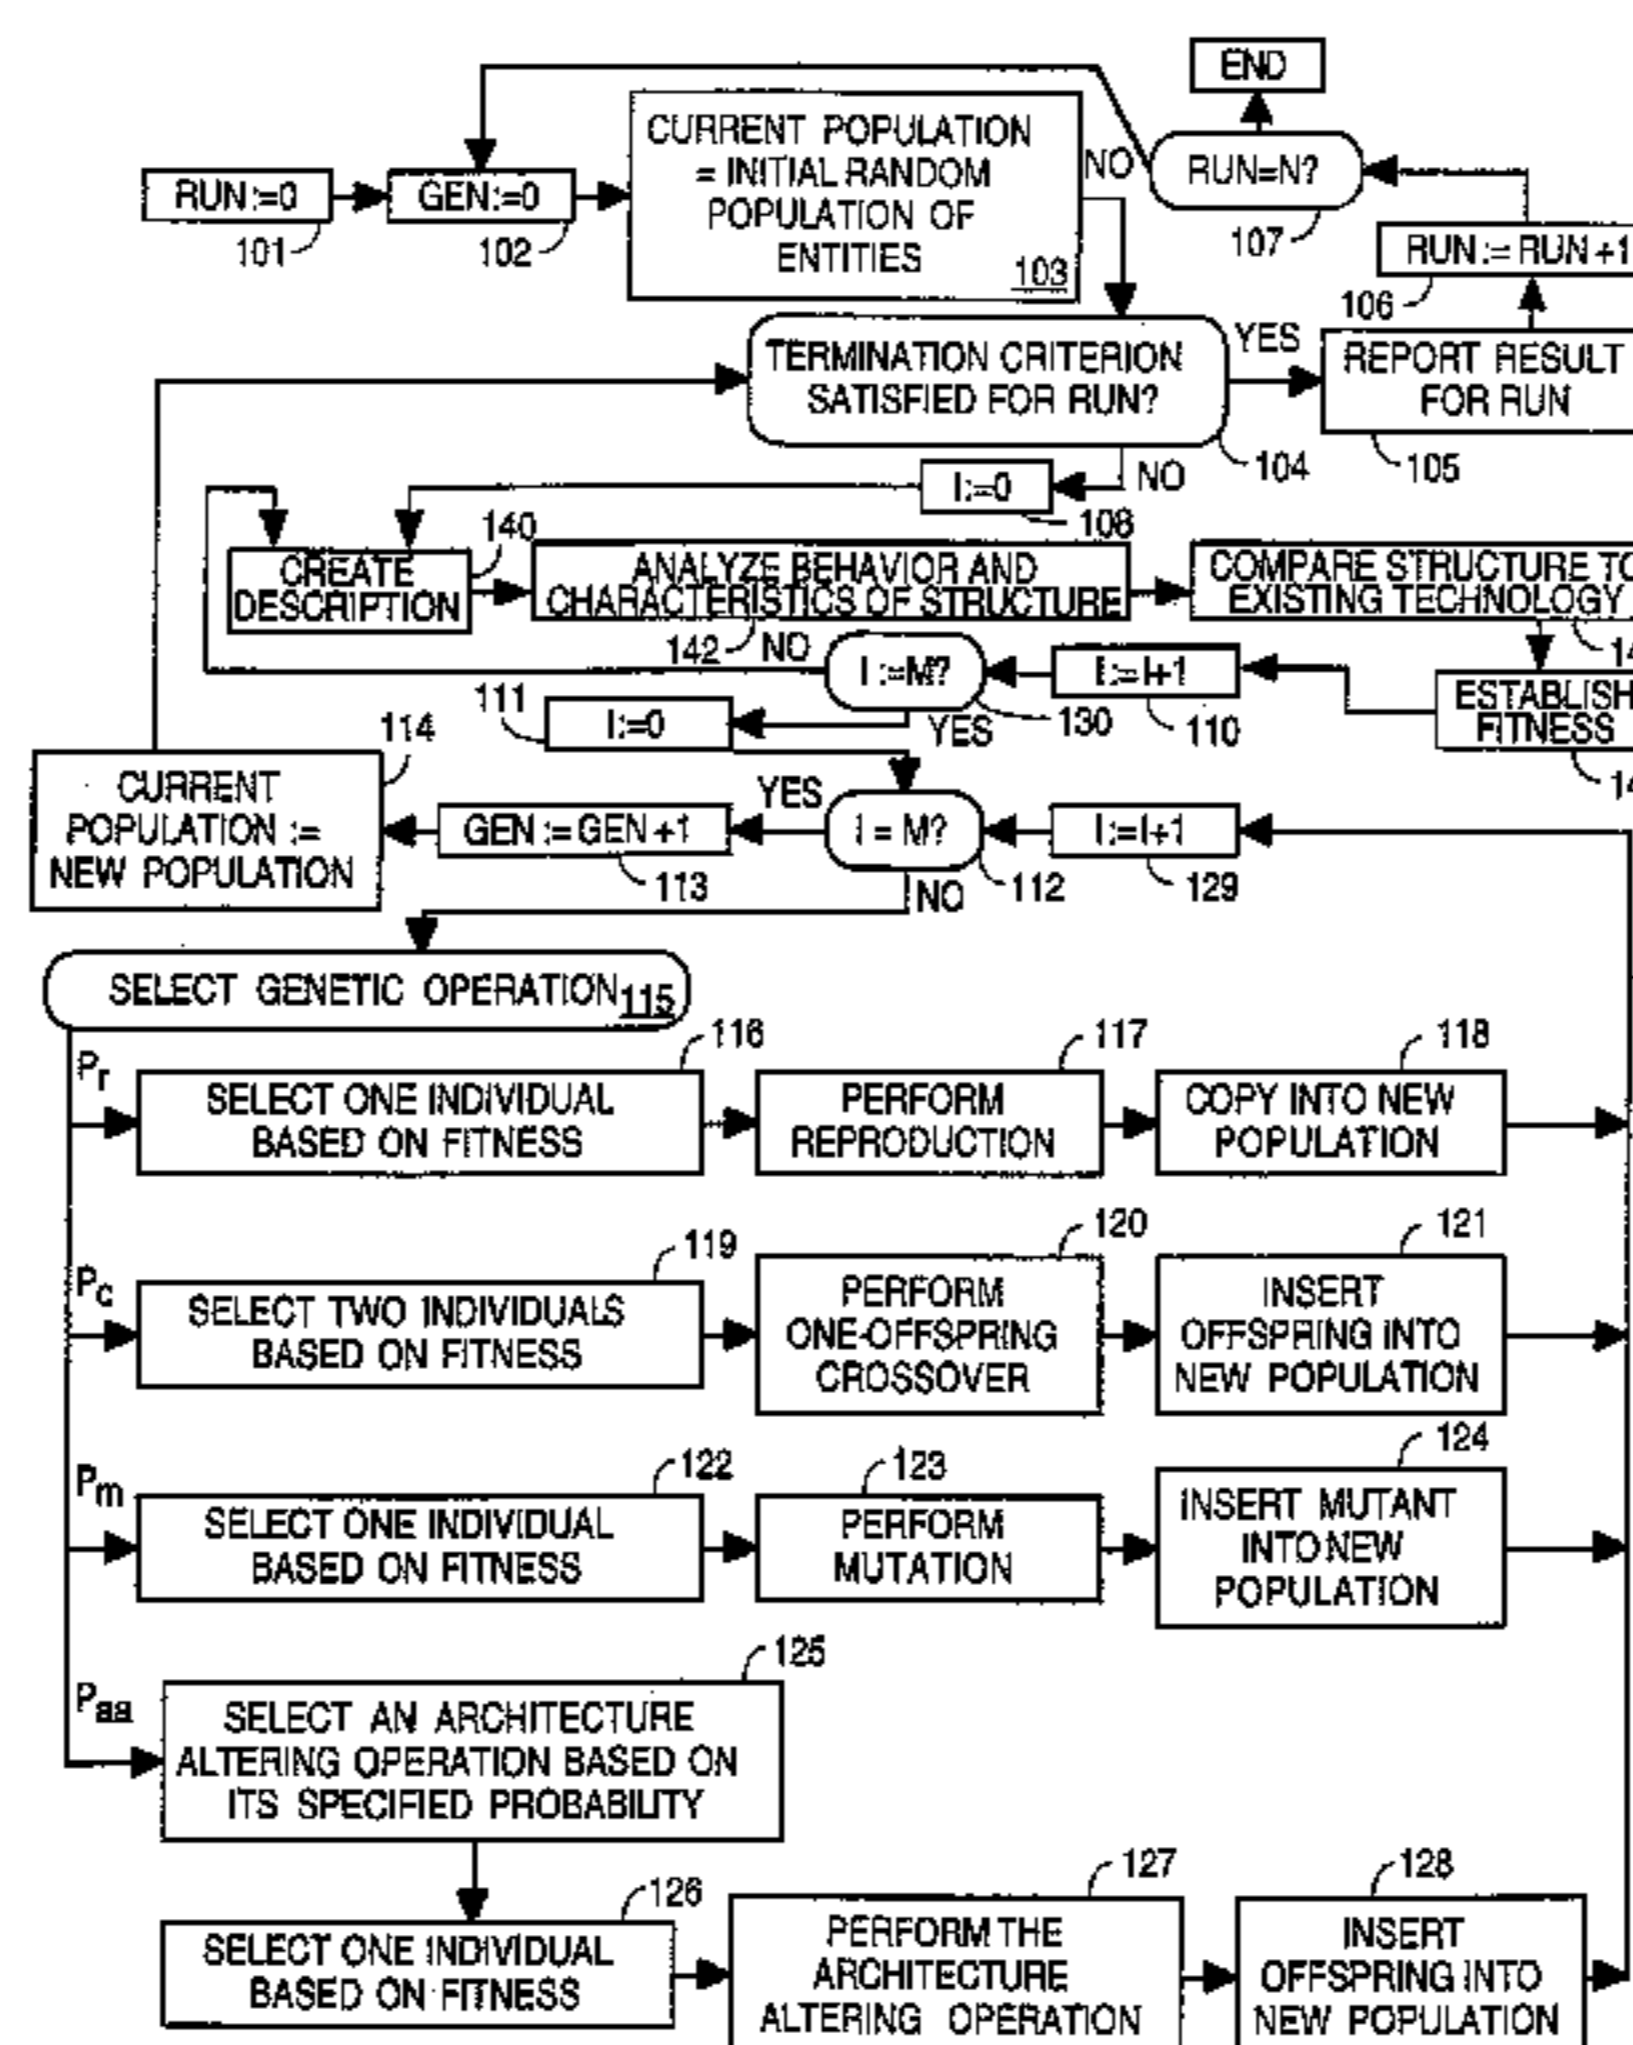 END
CURRENT POPULATION
= INITIAL RANDOM
POPULATION OF
ENTITIES
103
NO
RUN=N?
107
RUN:=0
101
GEN:=0
102
RUN := RUN+1
106
TERMINATION CRITERION
SATISFIED FOR RUN?
104
YES
REPORT RESULT
FOR RUN
105
NO
I:=0
108
CREATE
DESCRIPTION
140
ANALYZE BEHAVIOR AND
CHARACTERISTICS OF STRUCTURE
142
COMPARE STRUCTURE TO
EXISTING TECHNOLOGY
14
NO
I :=M?
130
YES
I:=I+1
110
ESTABLISH
FITNESS
14
111
I:=0
114
CURRENT
POPULATION :=
NEW POPULATION
YES
GEN := GEN+1
113
I = M?
112
NO
I:=I+1
129
SELECT GENETIC OPERATION 115
Pr
116
SELECT ONE INDIVIDUAL
BASED ON FITNESS
117
PERFORM
REPRODUCTION
118
COPY INTO NEW
POPULATION
Pc
119
SELECT TWO INDIVIDUALS
BASED ON FITNESS
120
PERFORM
ONE-OFFSPRING
CROSSOVER
121
INSERT
OFFSPRING INTO
NEW POPULATION
Pm
122
SELECT ONE INDIVIDUAL
BASED ON FITNESS
123
PERFORM
MUTATION
124
INSERT MUTANT
INTO NEW
POPULATION
Paa
125
SELECT AN ARCHITECTURE
ALTERING OPERATION BASED ON
ITS SPECIFIED PROBABILITY
126
SELECT ONE INDIVIDUAL
BASED ON FITNESS
127
PERFORM THE
ARCHITECTURE
ALTERING OPERATION
128
INSERT
OFFSPRING INTO
NEW POPULATION